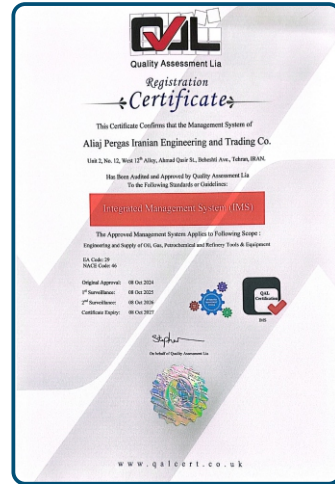 QAL
Quality Assessment Lia
Registration
Certificate
This Certificate Confirms that the Management System of
Aliaj Pergas Iranian Engineering and Trading Co.
Unit 2, No. 12, West 12th Alley, Ahmad Qasir St., Beheshti Ave., Tehran, IRAN.
Has Been Audited and Approved by Quality Assessment Lia
To the Following Standards or Guidelines:
Integrated Management System (IMS)
The Approved Management System Applies to Following Scope :
Engineering and Supply of Oil, Gas, Petrochemical and Refinery Tools & Equipment
EA Code: 29
NACE Code: 46
Original Approval: 08 Oct 2024
1st Surveillance: 08 Oct 2025
2nd Surveillance: 08 Oct 2026
Certificate Expiry: 08 Oct 2027
QAL
Certification
IMS
On behalf of Quality Assessment Lia
www.qalcert.co.uk